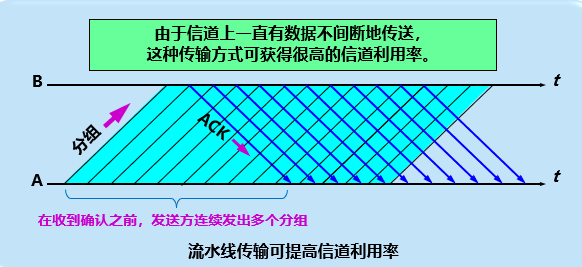 由于信道上一直有数据不间断地传送，
这种传输方式可获得很高的信道利用率。
B
t
分组
ACK
A
t
在收到确认之前，发送方连续发出多个分组
流水线传输可提高信道利用率